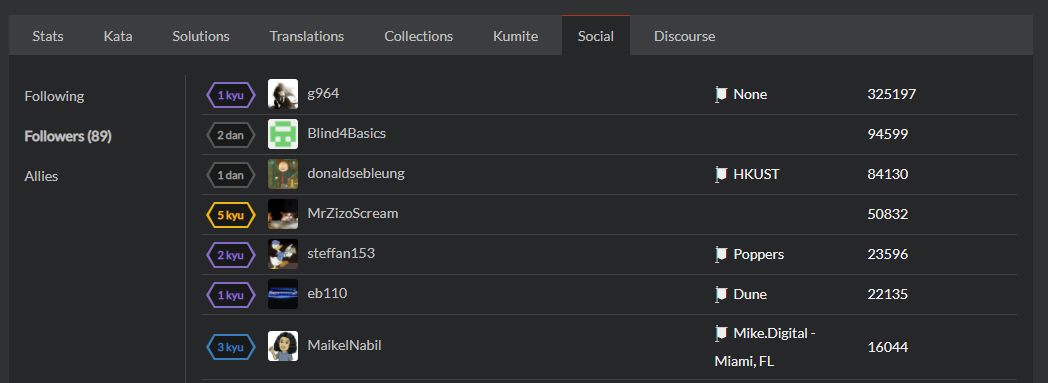 Stats Kata Solutions Translations Collections Kumite Social Discourse
Following
Followers (89)
Allies
1 kyu g964 None 325197
2 dan Blind4Basics 94599
1 dan donaldsebleung HKUST 84130
5 kyu MrZizoScream 50832
2 kyu steffan153 Poppers 23596
1 kyu eb110 Dune 22135
3 kyu MaikelNabil Mike.Digital - 16044
Miami, FL